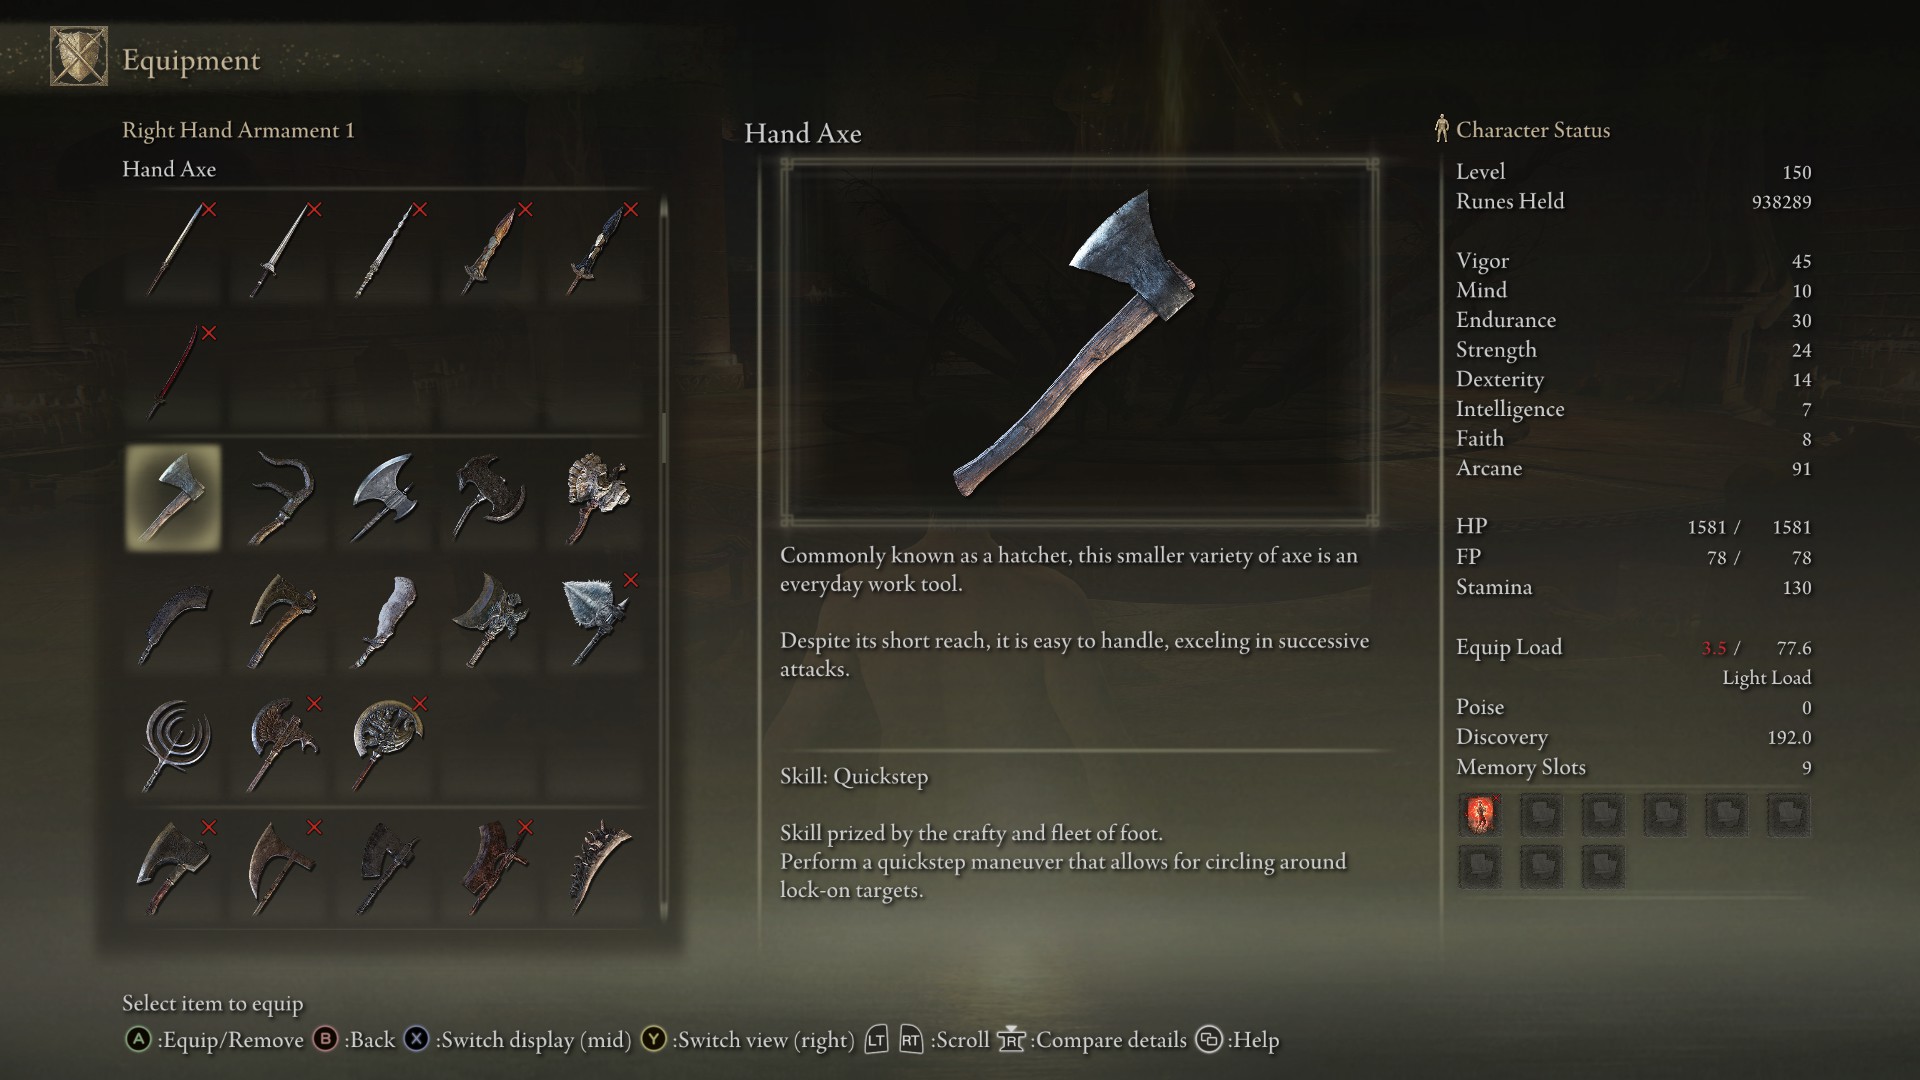 Equipment
Right Hand Armament 1
Hand Axe
Hand Axe
Commonly known as a hatchet, this smaller variety of axe is an
everyday work tool.
Despite its short reach, it is easy to handle, exceling in successive
attacks.
Skill: Quickstep
Skill prized by the crafty and fleet of foot.
Perform a quickstep maneuver that allows for circling around
lock-on targets.
Character Status
Level 150
Runes Held 938289
Vigor 45
Mind 10
Endurance 30
Strength 24
Dexterity 14
Intelligence 7
Faith 8
Arcane 91
HP 1581 / 1581
FP 78 / 78
Stamina 130
Equip Load 3.5 / 77.6
Light Load
Poise 0
Discovery 192.0
Memory Slots 9
Select item to equip
A :Equip/Remove B :Back X :Switch display (mid) Y :Switch view (right) LT RT :Scroll R :Compare details :Help